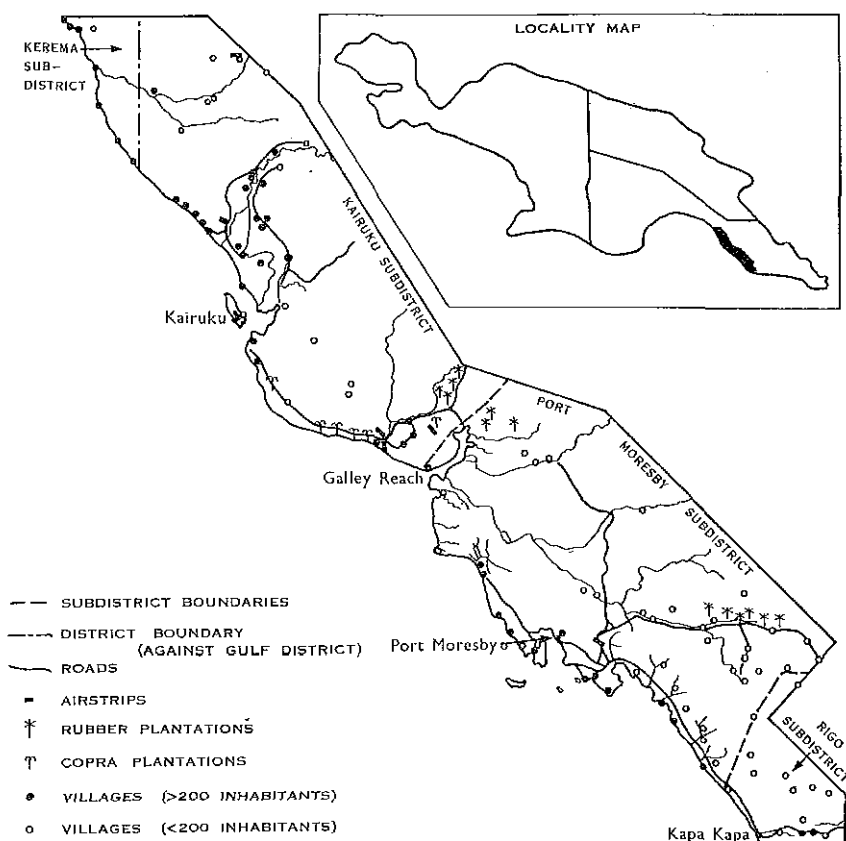 LOCALITY MAP
KEREMA
SUB-
DISTRICT
KAIRUKU SUBDISTRICT
Kairuku
PORT
MORESBY
SUBDISTRICT
Galley Reach
Port Moresby
RIGO
SUBDISTRICT
Kapa Kapa
SUBDISTRICT BOUNDARIES
DISTRICT BOUNDARY
(AGAINST GULF DISTRICT)
ROADS
AIRSTRIPS
RUBBER PLANTATIONS
COPRA PLANTATIONS
VILLAGES (>200 INHABITANTS)
VILLAGES (<200 INHABITANTS)